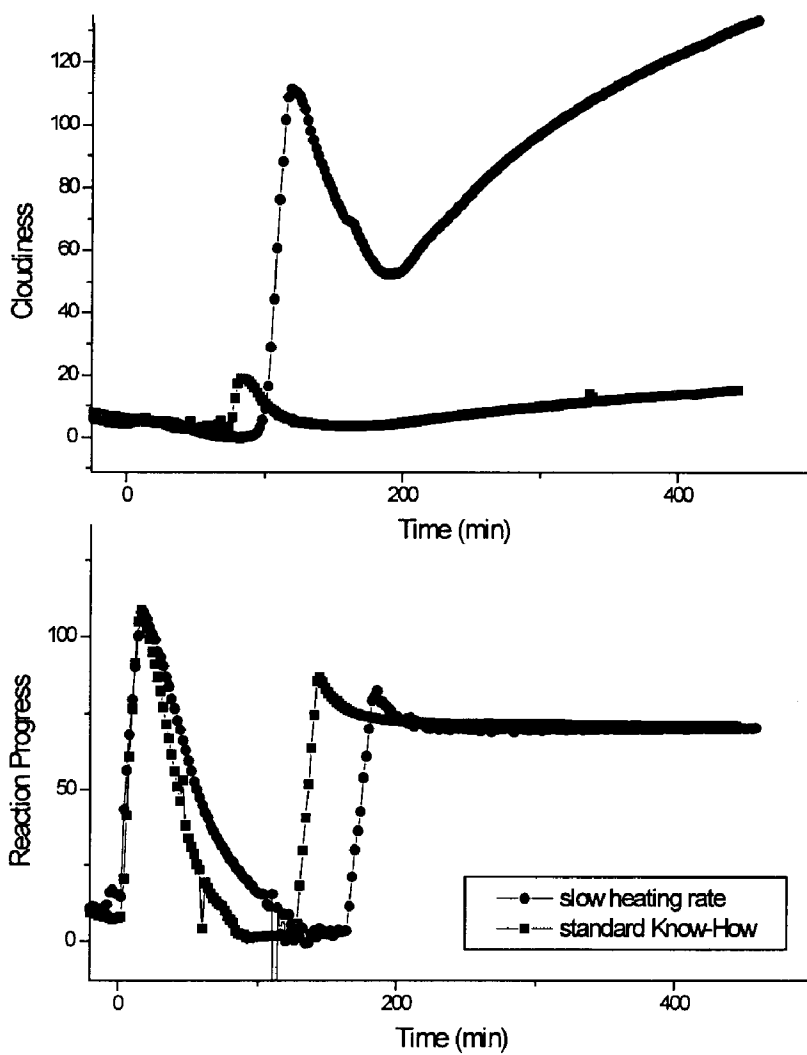 120
100
80
60
40
20
0
Cloudiness
0
200
400
Time (min)
100
50
0
Reaction Progress
slow heating rate
standard Know-How
0
200
400
Time (min)